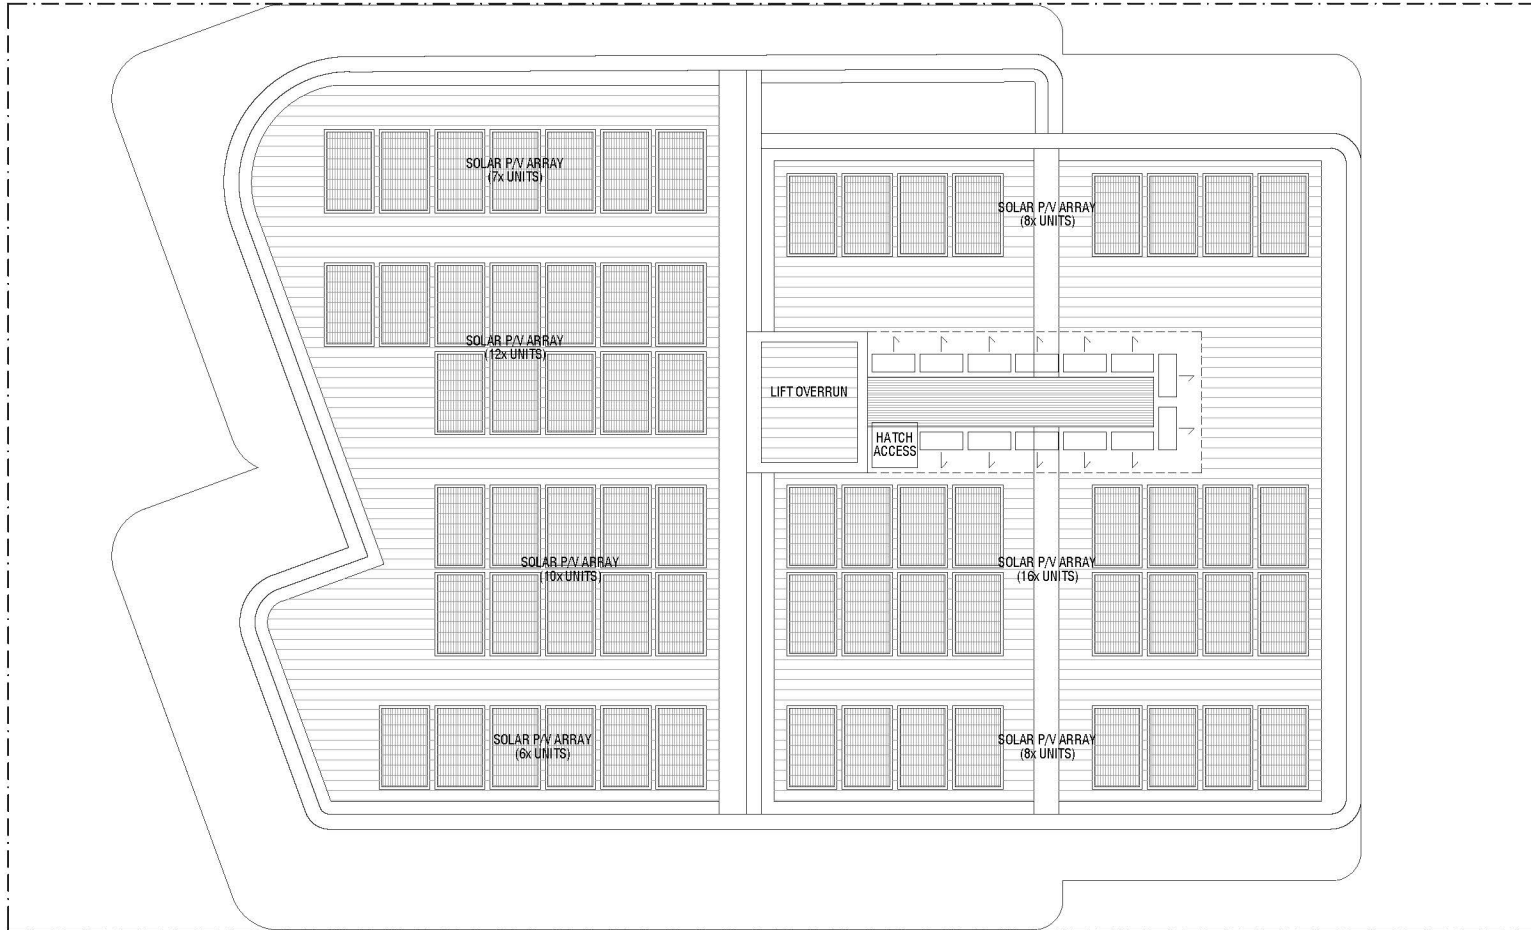 SOLAR P/V ARRAY
(7x UNITS)
SOLAR P/V ARRAY
(8x UNITS)
SOLAR P/V ARRAY
(12x UNITS)
LIFT OVERRUN
HATCH
ACCESS
SOLAR P/V ARRAY
(10x UNITS)
SOLAR P/V ARRAY
(16x UNITS)
SOLAR P/V ARRAY
(6x UNITS)
SOLAR P/V ARRAY
(8x UNITS)